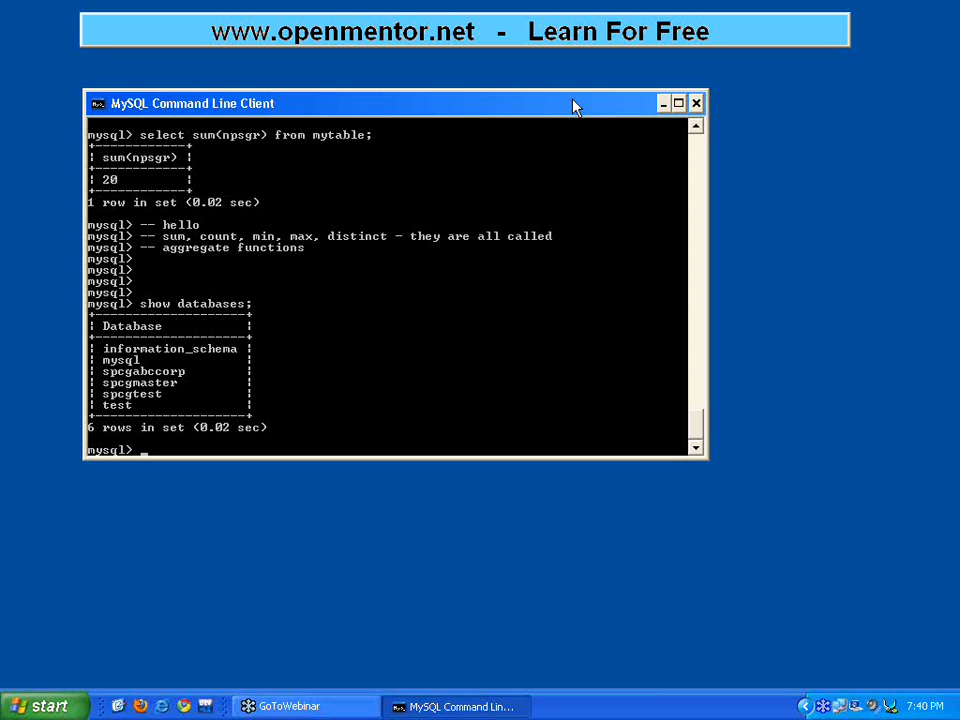 www.openmentor.net - Learn For Free
MySQL Command Line Client
mysql> select sum(npsgr) from mytable;
+------------+
| sum(npsgr) |
+------------+
| 20 |
+------------+
1 row in set (0.02 sec)
mysql> -- hello
mysql> -- sum, count, min, max, distinct - they are all called
mysql> -- aggregate functions
mysql>
mysql>
mysql>
mysql>
mysql> show databases;
+--------------------+
| Database |
+--------------------+
| information_schema |
| mysql |
| spcgabccorp |
| spcgmaster |
| spcgtest |
| test |
+--------------------+
6 rows in set (0.02 sec)
mysql> _
start
GoToWebinar
MySQL Command Lin...
7:40 PM